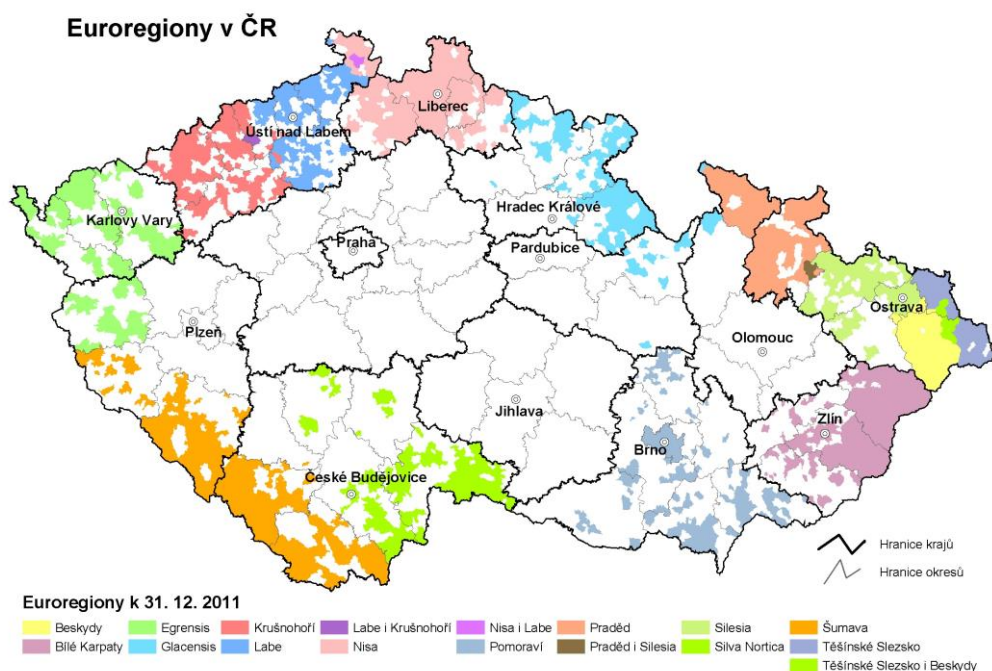 Euroregiony v ČR
Liberec
Ústí nad Labem
Karlovy Vary
Hradec Králové
Praha
Pardubice
Ostrava
Plzeň
Olomouc
Jihlava
Zlín
Brno
České Budějovice
Hranice krajů
Hranice okresů
Euroregiony k 31. 12. 2011
Beskydy Egrensis Krušnohoří Labe i Krušnohoří Nisa i Labe Praděd Silesia Šumava
Bílé Karpaty Glacensis Labe Nisa Pomoraví Praděd i Silesia Silva Nortica Těšínské Slezsko
Těšínské Slezsko i Beskydy